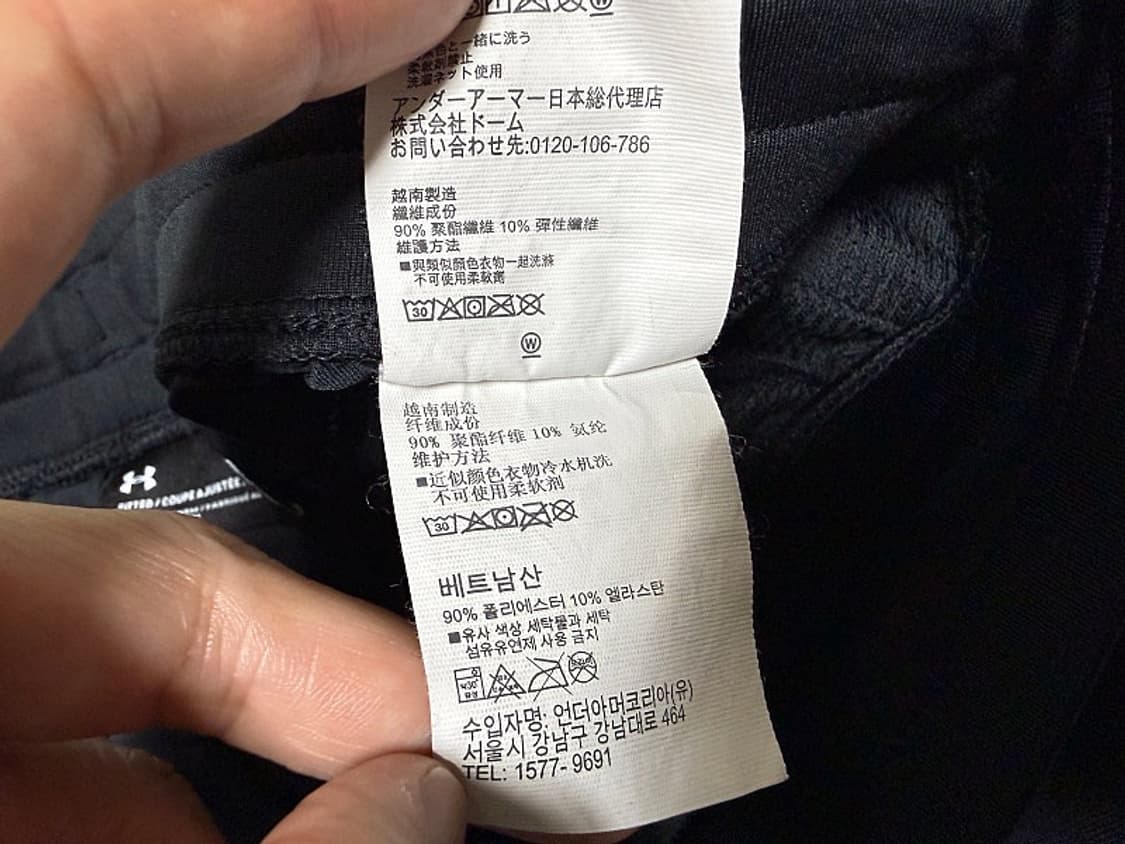 色と一緒に洗う
柔軟剤禁止
洗濯ネット使用
アンダーアーマー日本総代理店
株式会社ドーム
お問い合わせ先:0120-106-786
越南製造
纖維成份
90% 聚酯纖維 10% 彈性纖維
維護方法
■與類似顏色衣物一起洗滌
不可使用柔軟劑
30
W
越南制造
纤维成份
90% 聚酯纤维 10% 氨纶
维护方法
■近似颜色衣物冷水机洗
不可使用柔软剂
30
베트남산
90% 폴리에스터 10% 엘라스탄
■유사 색상 세탁물과 세탁
섬유유연제 사용 금지
수입자명: 언더아머코리아(유)
서울시 강남구 강남대로 464
TEL: 1577- 9691
FITTED / COUPE AJUSTÉE